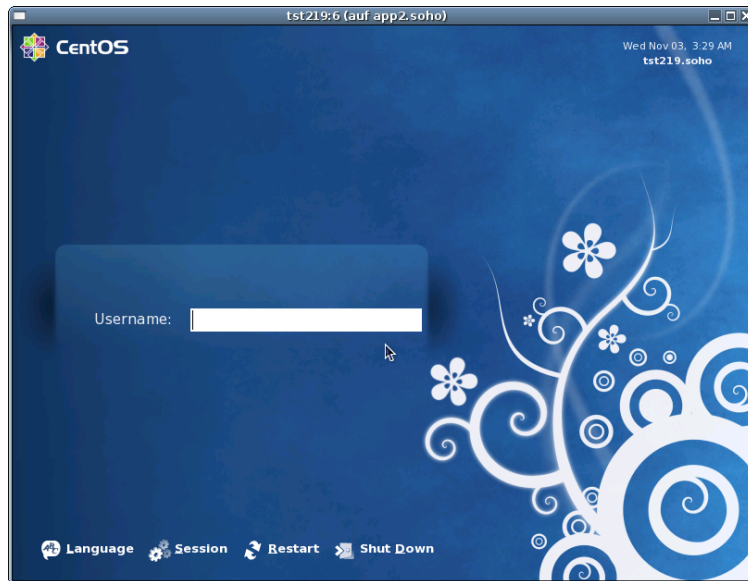 tst219:6 (auf app2.soho)
CentOS
Wed Nov 03, 3:29 AM
tst219.soho
Username:
Language Session Restart Shut Down